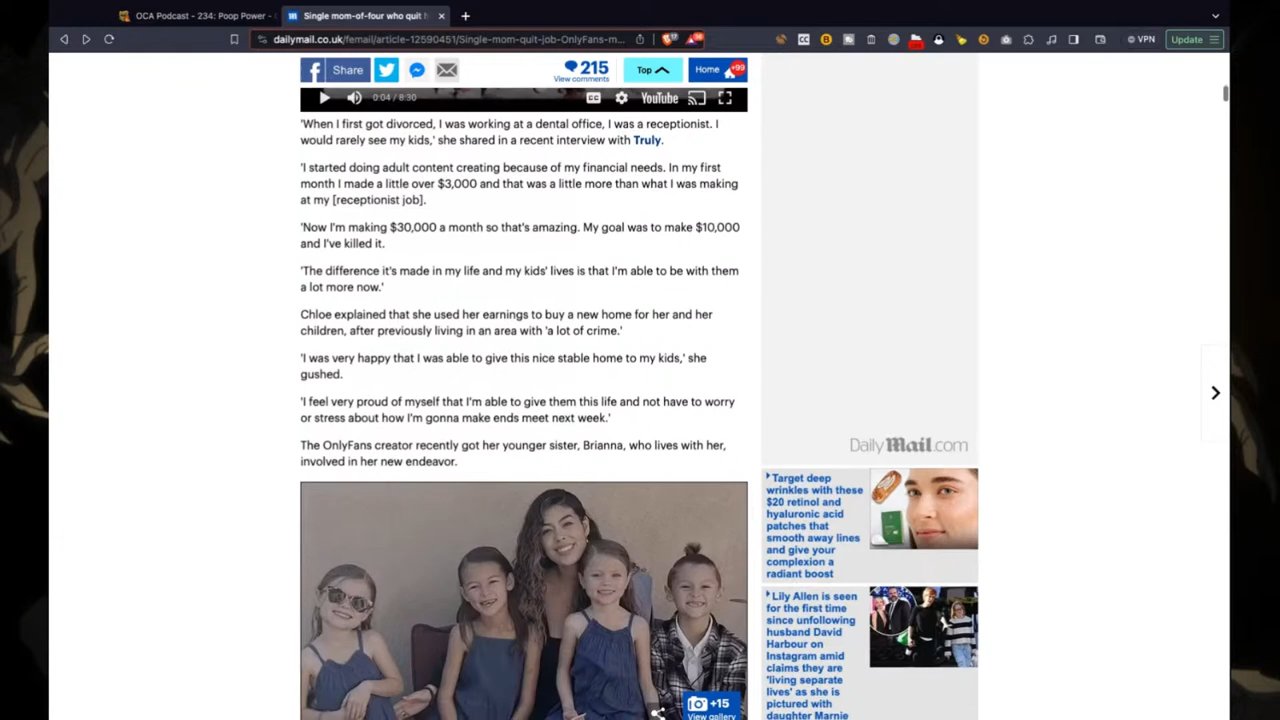 OCA Podcast - 234: Poop Power -
Single mom-of-four who quit
dailymail.co.uk/femail/article-12590451/Single-mom-quit-job-OnlyFans-m...
VPN
Update
Share
215
View comments
Top
Home
+99
0:04 / 8:30
CC
YouTube
'When I first got divorced, I was working at a dental office, I was a receptionist. I
would rarely see my kids,' she shared in a recent interview with Truly.
'I started doing adult content creating because of my financial needs. In my first
month I made a little over $3,000 and that was a little more than what I was making
at my [receptionist job].
'Now I'm making $30,000 a month so that's amazing. My goal was to make $10,000
and I've killed it.
'The difference it's made in my life and my kids' lives is that I'm able to be with them
a lot more now.'
Chloe explained that she used her earnings to buy a new home for her and her
children, after previously living in an area with 'a lot of crime.'
'I was very happy that I was able to give this nice stable home to my kids,' she
gushed.
'I feel very proud of myself that I'm able to give them this life and not have to worry
or stress about how I'm gonna make ends meet next week.'
The OnlyFans creator recently got her younger sister, Brianna, who lives with her,
involved in her new endeavor.
+15
View gallery
Daily Mail.com
Target deep
wrinkles with these
$20 retinol and
hyaluronic acid
patches that
smooth away lines
and give your
complexion a
radiant boost
Lily Allen is seen
for the first time
since unfollowing
husband David
Harbour on
Instagram amid
claims they are
'living separate
lives' as she is
pictured with
daughter Marnie